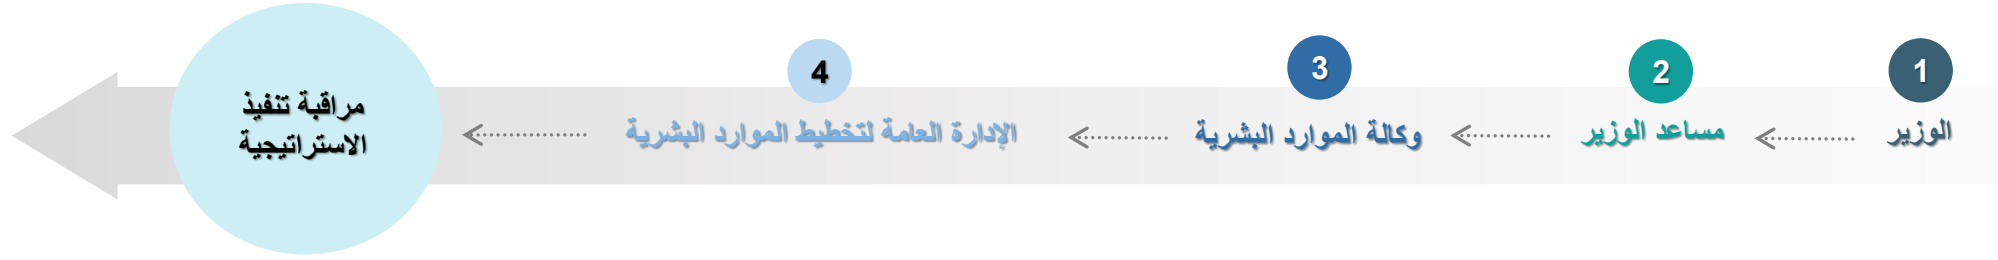 1
الوزير
2
مساعد الوزير
3
وكالة الموارد البشرية
4
الإدارة العامة لتخطيط الموارد البشرية
مراقبة تنفيذ
الاستراتيجية